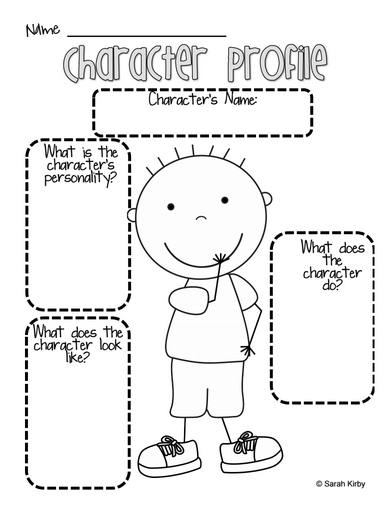 Name
Character Profile
Character's Name:
What is the
character's
personality?
What does
the
character
do?
What does the
character look
like?
© Sarah Kirby